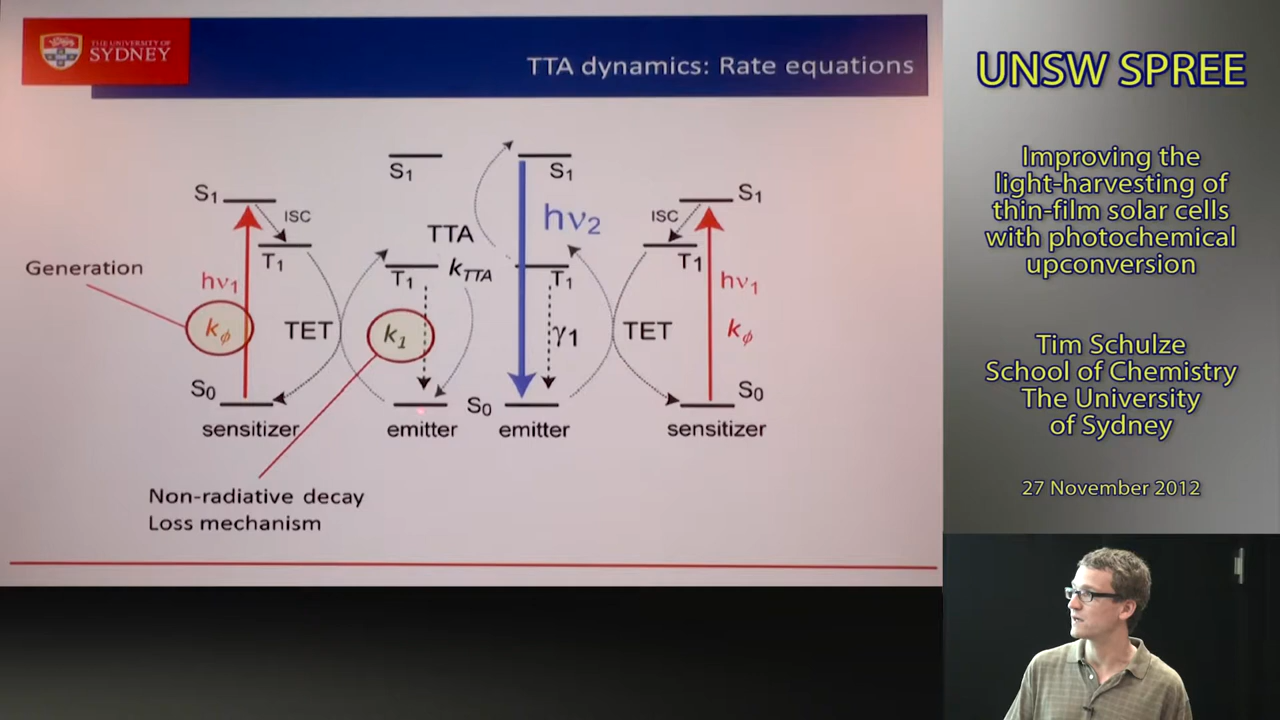 THE UNIVERSITY OF
SYDNEY
TTA dynamics: Rate equations
S1
S1
S1
S1
ISC
hν2
ISC
TTA
T1
T1
T1
kTTA
T1
Generation
hν1
hν1
kϕ
TET
k1
γ1
TET
kϕ
S0
S0
S0
sensitizer
emitter
emitter
sensitizer
Non-radiative decay
Loss mechanism
UNSW SPREE
Improving the
light-harvesting of
thin-film solar cells
with photochemical
upconversion
Tim Schulze
School of Chemistry
The University
of Sydney
27 November 2012